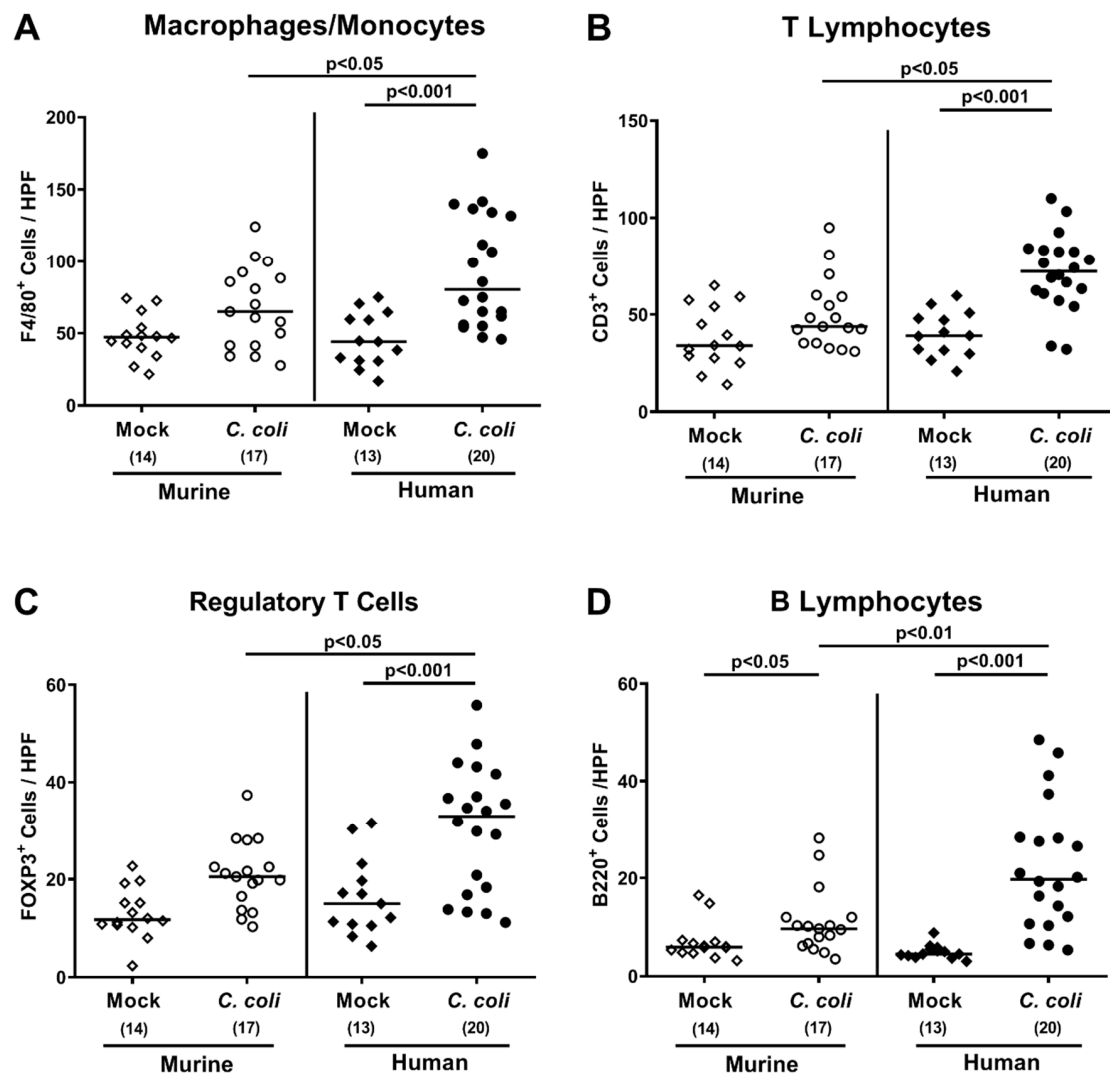 A
Macrophages/Monocytes
p<0.05
p<0.001
200
150
100
50
0
F4/80⁺ Cells / HPF
Mock
C. coli
Mock
C. coli
(14)
(17)
(13)
(20)
Murine
Human
B
T Lymphocytes
p<0.05
p<0.001
150
100
50
0
CD3⁺ Cells / HPF
Mock
C. coli
Mock
C. coli
(14)
(17)
(13)
(20)
Murine
Human
C
Regulatory T Cells
p<0.05
p<0.001
60
40
20
0
FOXP3⁺ Cells / HPF
Mock
C. coli
Mock
C. coli
(14)
(17)
(13)
(20)
Murine
Human
D
B Lymphocytes
p<0.01
p<0.05
p<0.001
60
40
20
0
B220⁺ Cells /HPF
Mock
C. coli
Mock
C. coli
(14)
(17)
(13)
(20)
Murine
Human